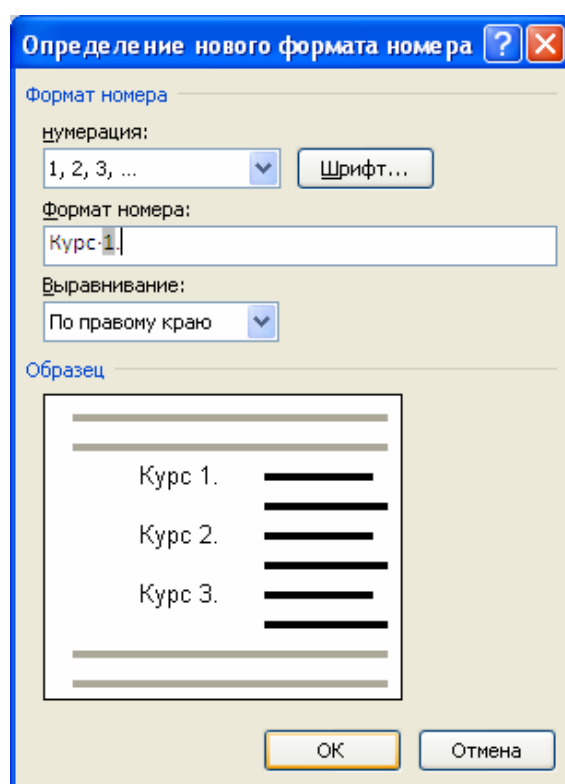 Определение нового формата номера
Формат номера
нумерация:
1, 2, 3, ...
Шрифт...
Формат номера:
Курс·1.
Выравнивание:
По правому краю
Образец
Курс 1.
Курс 2.
Курс 3.
ОК
Отмена